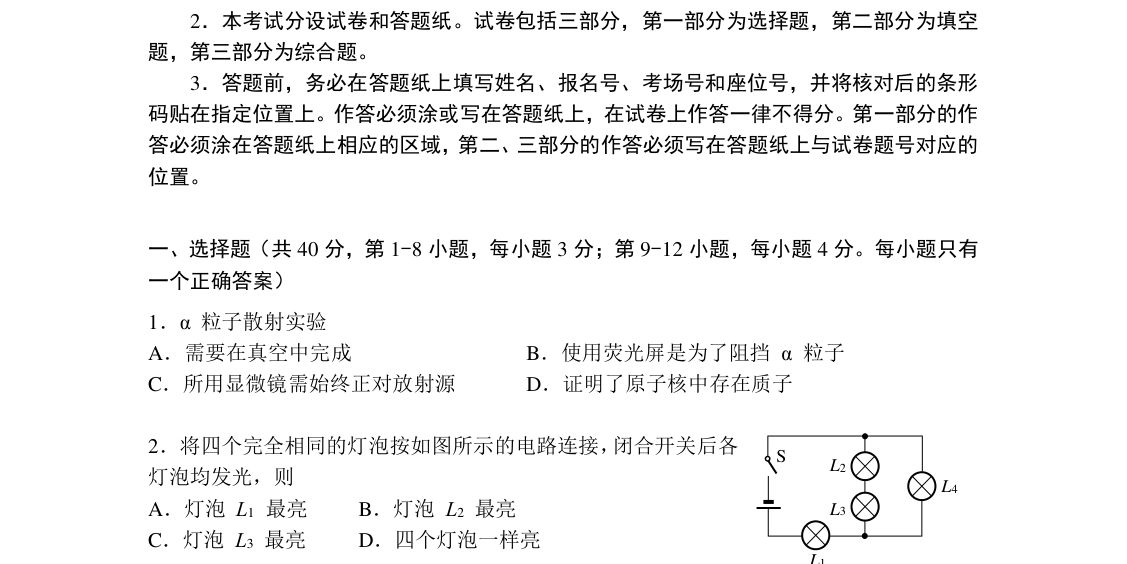 2．本考试分设试卷和答题纸。试卷包括三部分，第一部分为选择题，第二部分为填空
题，第三部分为综合题。
3．答题前，务必在答题纸上填写姓名、报名号、考场号和座位号，并将核对后的条形
码贴在指定位置上。作答必须涂或写在答题纸上，在试卷上作答一律不得分。第一部分的作
答必须涂在答题纸上相应的区域，第二、三部分的作答必须写在答题纸上与试卷题号对应的
位置。
一、选择题（共 40 分，第 1-8 小题，每小题 3 分；第 9-12 小题，每小题 4 分。每小题只有
一个正确答案）
1．α 粒子散射实验
A．需要在真空中完成 B．使用荧光屏是为了阻挡 α 粒子
C．所用显微镜需始终正对放射源 D．证明了原子核中存在质子
2．将四个完全相同的灯泡按如图所示的电路连接，闭合开关后各
灯泡均发光，则
A．灯泡 L1 最亮 B．灯泡 L2 最亮
C．灯泡 L3 最亮 D．四个灯泡一样亮
S
L2
L4
L3
L1